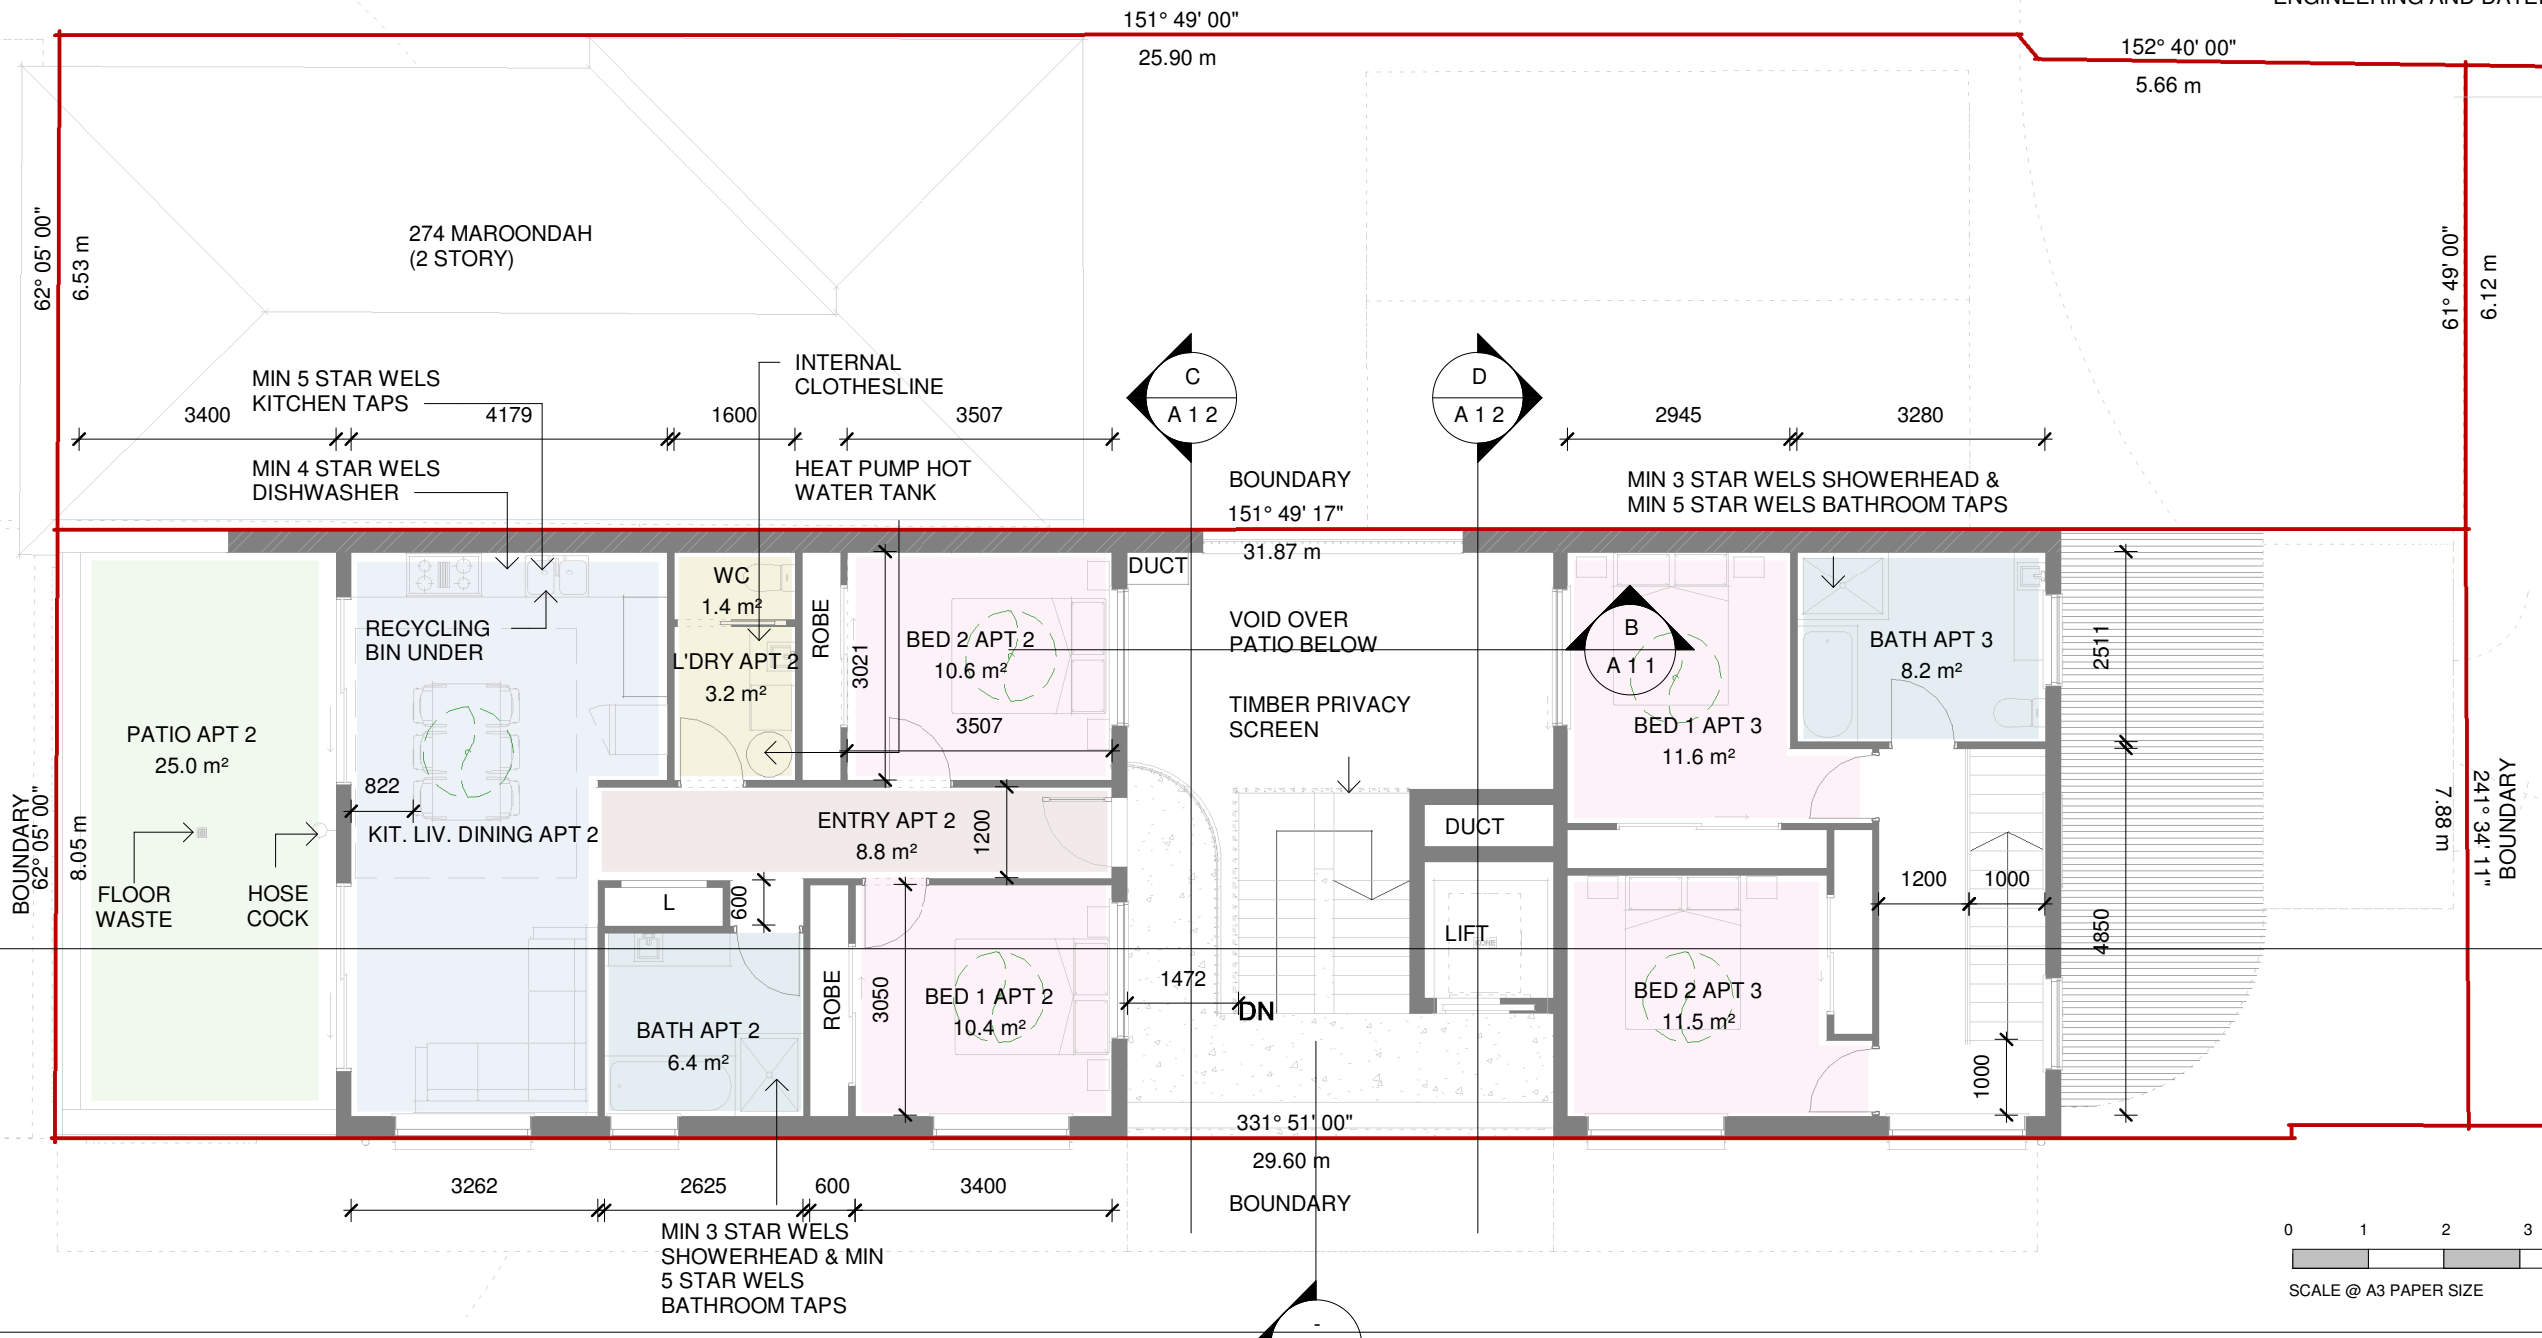 151° 49' 00"
25.90 m
152° 40' 00"
5.66 m
62° 05' 00"
6.53 m
274 MAROONDAH
(2 STORY)
61° 49' 00"
6.12 m
MIN 5 STAR WELS
KITCHEN TAPS
INTERNAL
CLOTHESLINE
C
A 1 2
D
A 1 2
3400
4179
1600
3507
2945
3280
MIN 4 STAR WELS
DISHWASHER
HEAT PUMP HOT
WATER TANK
BOUNDARY
151° 49' 17"
31.87 m
MIN 3 STAR WELS SHOWERHEAD &
MIN 5 STAR WELS BATHROOM TAPS
DUCT
WC
1.4 m²
ROBE
RECYCLING
BIN UNDER
L'DRY APT 2
3.2 m²
3021
BED 2 APT 2
10.6 m²
3507
VOID OVER
PATIO BELOW
TIMBER PRIVACY
SCREEN
B
A 1 1
BED 1 APT 3
11.6 m²
BATH APT 3
8.2 m²
2511
PATIO APT 2
25.0 m²
822
KIT. LIV. DINING APT 2
ENTRY APT 2
8.8 m²
1200
DUCT
BOUNDARY
62° 05' 00"
8.05 m
FLOOR
WASTE
HOSE
COCK
L
600
LIFT
1200
1000
4850
7.88 m
241° 34' 11"
BOUNDARY
BATH APT 2
6.4 m²
ROBE
3050
BED 1 APT 2
10.4 m²
1472
DN
BED 2 APT 3
11.5 m²
1000
331° 51' 00"
29.60 m
BOUNDARY
3262
2625
600
3400
MIN 3 STAR WELS
SHOWERHEAD & MIN
5 STAR WELS
BATHROOM TAPS
0 1 2 3
SCALE @ A3 PAPER SIZE
-